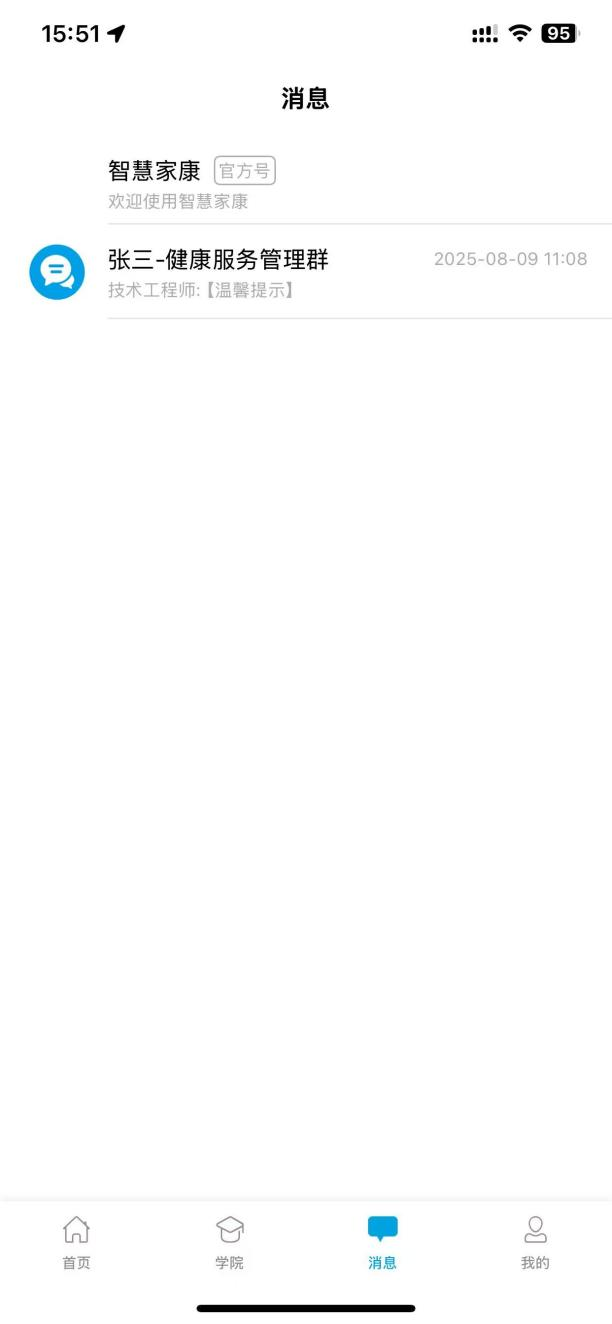 15:51
95
消息
智慧家康 官方号
欢迎使用智慧家康
张三-健康服务管理群 2025-08-09 11:08
技术工程师:【温馨提示】
首页 学院 消息 我的